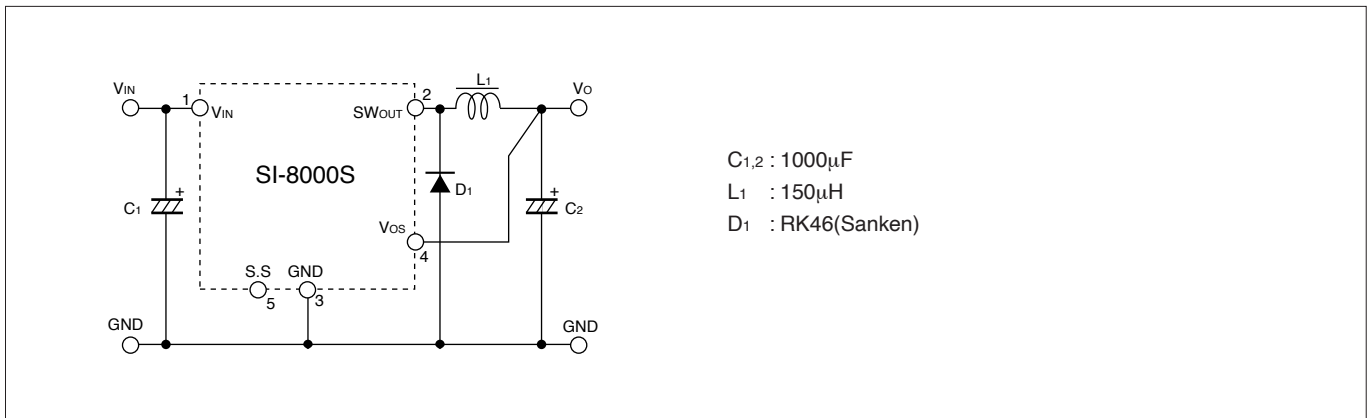 VIN
1
VIN
SI-8000S
SWOUT
2
L1
VO
C1
+
D1
+
C2
VOS
4
S.S
5
GND
3
GND
GND
C1,2 : 1000μF
L1 : 150μH
D1 : RK46(Sanken)